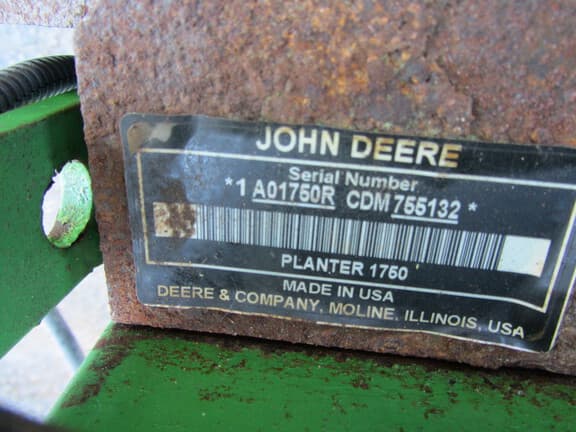 JOHN DEERE
Serial Number
*1 A01750R CDM 755132 *
PLANTER 1750
MADE IN USA
DEERE & COMPANY, MOLINE, ILLINOIS, USA